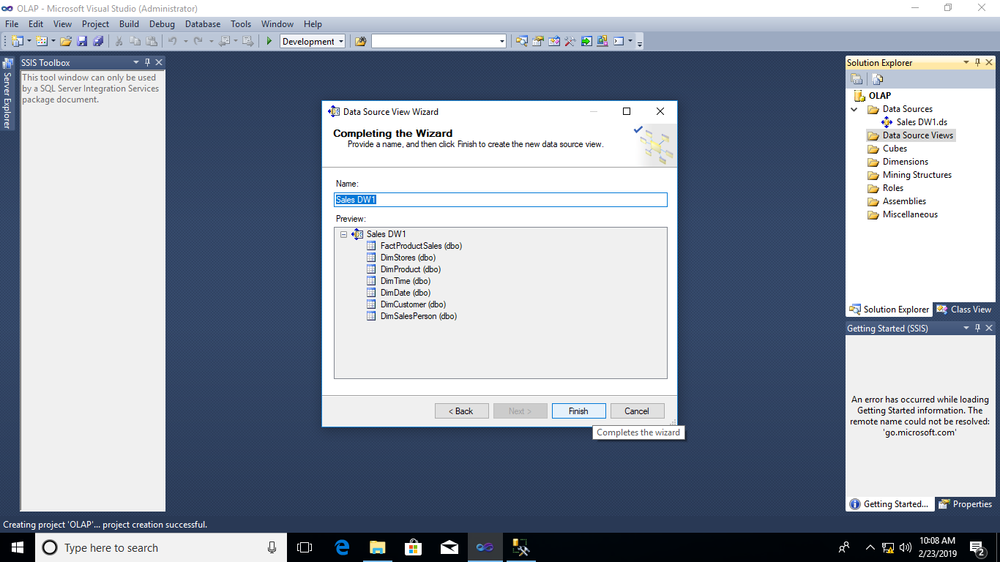 OLAP - Microsoft Visual Studio (Administrator)
File Edit View Project Build Debug Database Tools Window Help
Development
Server Explorer
SSIS Toolbox
This tool window can only be used
by a SQL Server Integration Services
package document.
Data Source View Wizard
Completing the Wizard
Provide a name, and then click Finish to create the new data source view.
Name:
Sales DW1
Preview:
Sales DW1
FactProductSales (dbo)
DimStores (dbo)
DimProduct (dbo)
DimTime (dbo)
DimDate (dbo)
DimCustomer (dbo)
DimSalesPerson (dbo)
< Back Next > Finish Cancel
Completes the wizard
Solution Explorer
OLAP
Data Sources
Sales DW1.ds
Data Source Views
Cubes
Dimensions
Mining Structures
Roles
Assemblies
Miscellaneous
Solution Explorer Class View
Getting Started (SSIS)
An error has occurred while loading
Getting Started information. The
remote name could not be resolved:
'go.microsoft.com'
Getting Started... Properties
Creating project 'OLAP'... project creation successful.
Type here to search
10:08 AM
2/23/2019
2